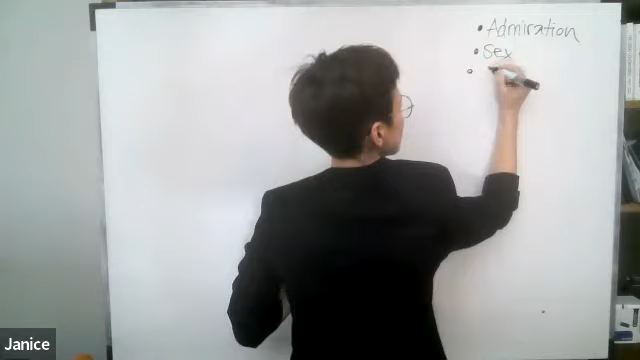 • Admiration
• Sex
•
Janice